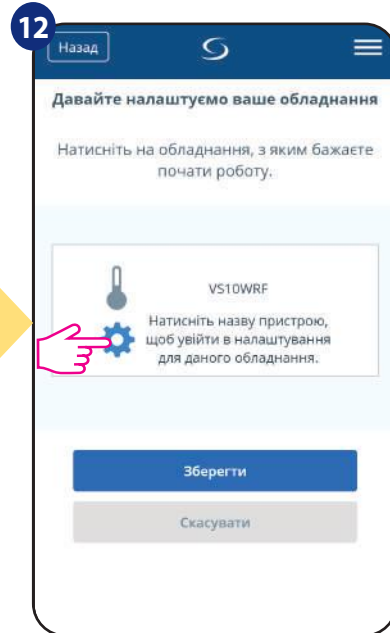 12
Назад
Давайте налаштуємо ваше обладнання
Натисніть на обладнання, з яким бажаєте
почати роботу.
VS10WRF
Натисніть назву пристрою,
щоб увійти в налаштування
для даного обладнання.
Зберегти
Скасувати